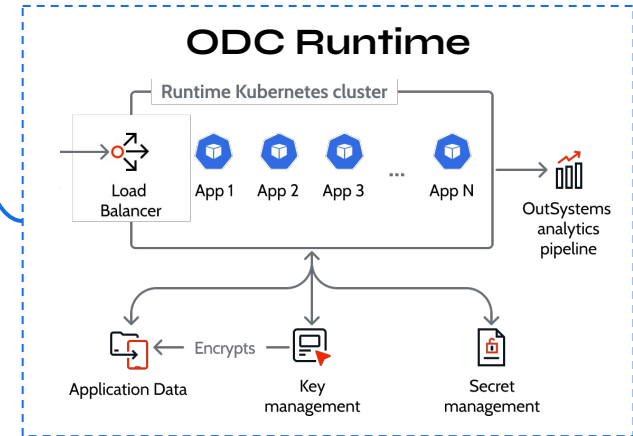 ODC Runtime
Runtime Kubernetes cluster
Load
Balancer
App 1
App 2
App 3
...
App N
OutSystems
analytics
pipeline
Encrypts
Application Data
Key
management
Secret
management